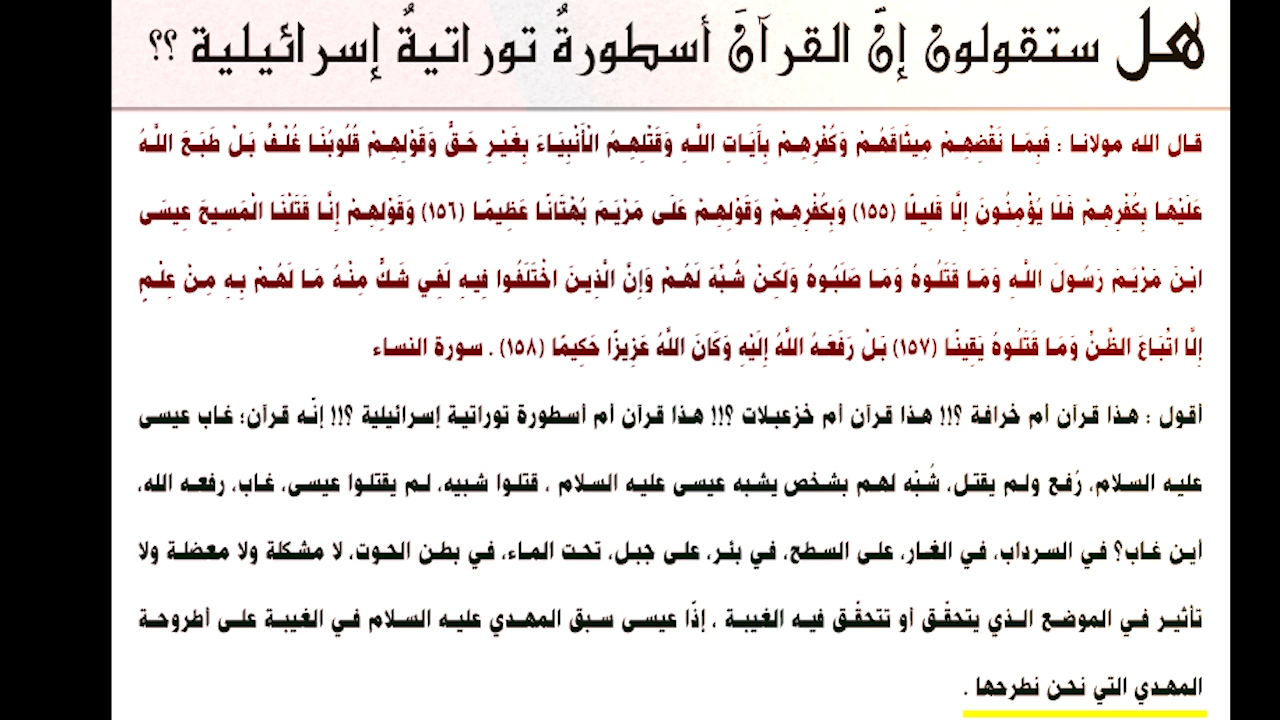 هل ستقولون إنّ القرآنَ أسطورةٌ توراتيةٌ إسرائيلية ؟؟
قال الله مولانا : فَبِمَا نَقْضِهِمْ مِيثَاقَهُمْ وَكُفْرِهِمْ بِآَيَاتِ اللَّهِ وَقَتْلِهِمُ الْأَنْبِيَاءَ بِغَيْرِ حَقٍّ وَقَوْلِهِمْ قُلُوبُنَا غُلْفٌ بَلْ طَبَعَ اللَّهُ
عَلَيْهَا بِكُفْرِهِمْ فَلَا يُؤْمِنُونَ إِلَّا قَلِيلًا (١٥٥) وَبِكُفْرِهِمْ وَقَوْلِهِمْ عَلَى مَرْيَمَ بُهْتَانًا عَظِيمًا (١٥٦) وَقَوْلِهِمْ إِنَّا قَتَلْنَا الْمَسِيحَ عِيسَى
ابْنَ مَرْيَمَ رَسُولَ اللَّهِ وَمَا قَتَلُوهُ وَمَا صَلَبُوهُ وَلَكِنْ شُبِّهَ لَهُمْ وَإِنَّ الَّذِينَ اخْتَلَفُوا فِيهِ لَفِي شَكٍّ مِنْهُ مَا لَهُمْ بِهِ مِنْ عِلْمٍ
إِلَّا اتِّبَاعَ الظَّنِّ وَمَا قَتَلُوهُ يَقِينًا (١٥٧) بَلْ رَفَعَهُ اللَّهُ إِلَيْهِ وَكَانَ اللَّهُ عَزِيزًا حَكِيمًا (١٥٨) . سورة النساء
أقول : هذا قرآن أم خرافة ؟!! هذا قرآن أم خزعبلات ؟!! هذا قرآن أم أسطورة توراتية إسرائيلية ؟!! إنّه قرآن؛ غاب عيسى
عليه السلام، رُفع ولم يقتل، شُبّه لهم بشخص يشبه عيسى عليه السلام ، قتلوا شبيه، لم يقتلوا عيسى، غاب، رفعه الله،
أين غاب؟ في السرداب، في الغار، على السطح، في بئر، على جبل، تحت الماء، في بطن الحوت، لا مشكلة ولا معضلة ولا
تأثير في الموضع الذي يتحقّق أو تتحقّق فيه الغيبة ، إذًا عيسى سبق المهدي عليه السلام في الغيبة على أطروحة
المهدي التي نحن نطرحها .